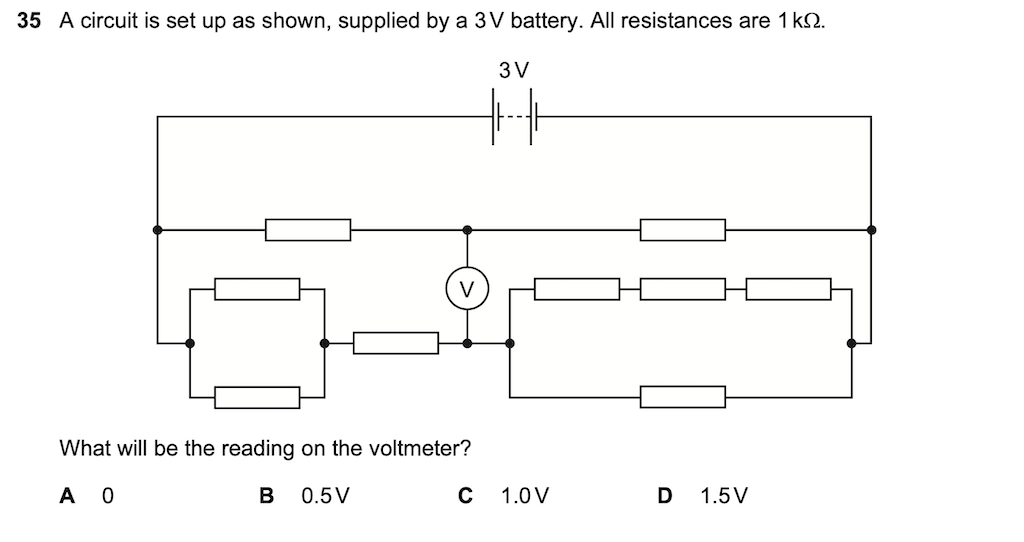 35 A circuit is set up as shown, supplied by a 3 V battery. All resistances are 1 kΩ.
3 V
V
What will be the reading on the voltmeter?
A 0 B 0.5 V C 1.0 V D 1.5 V